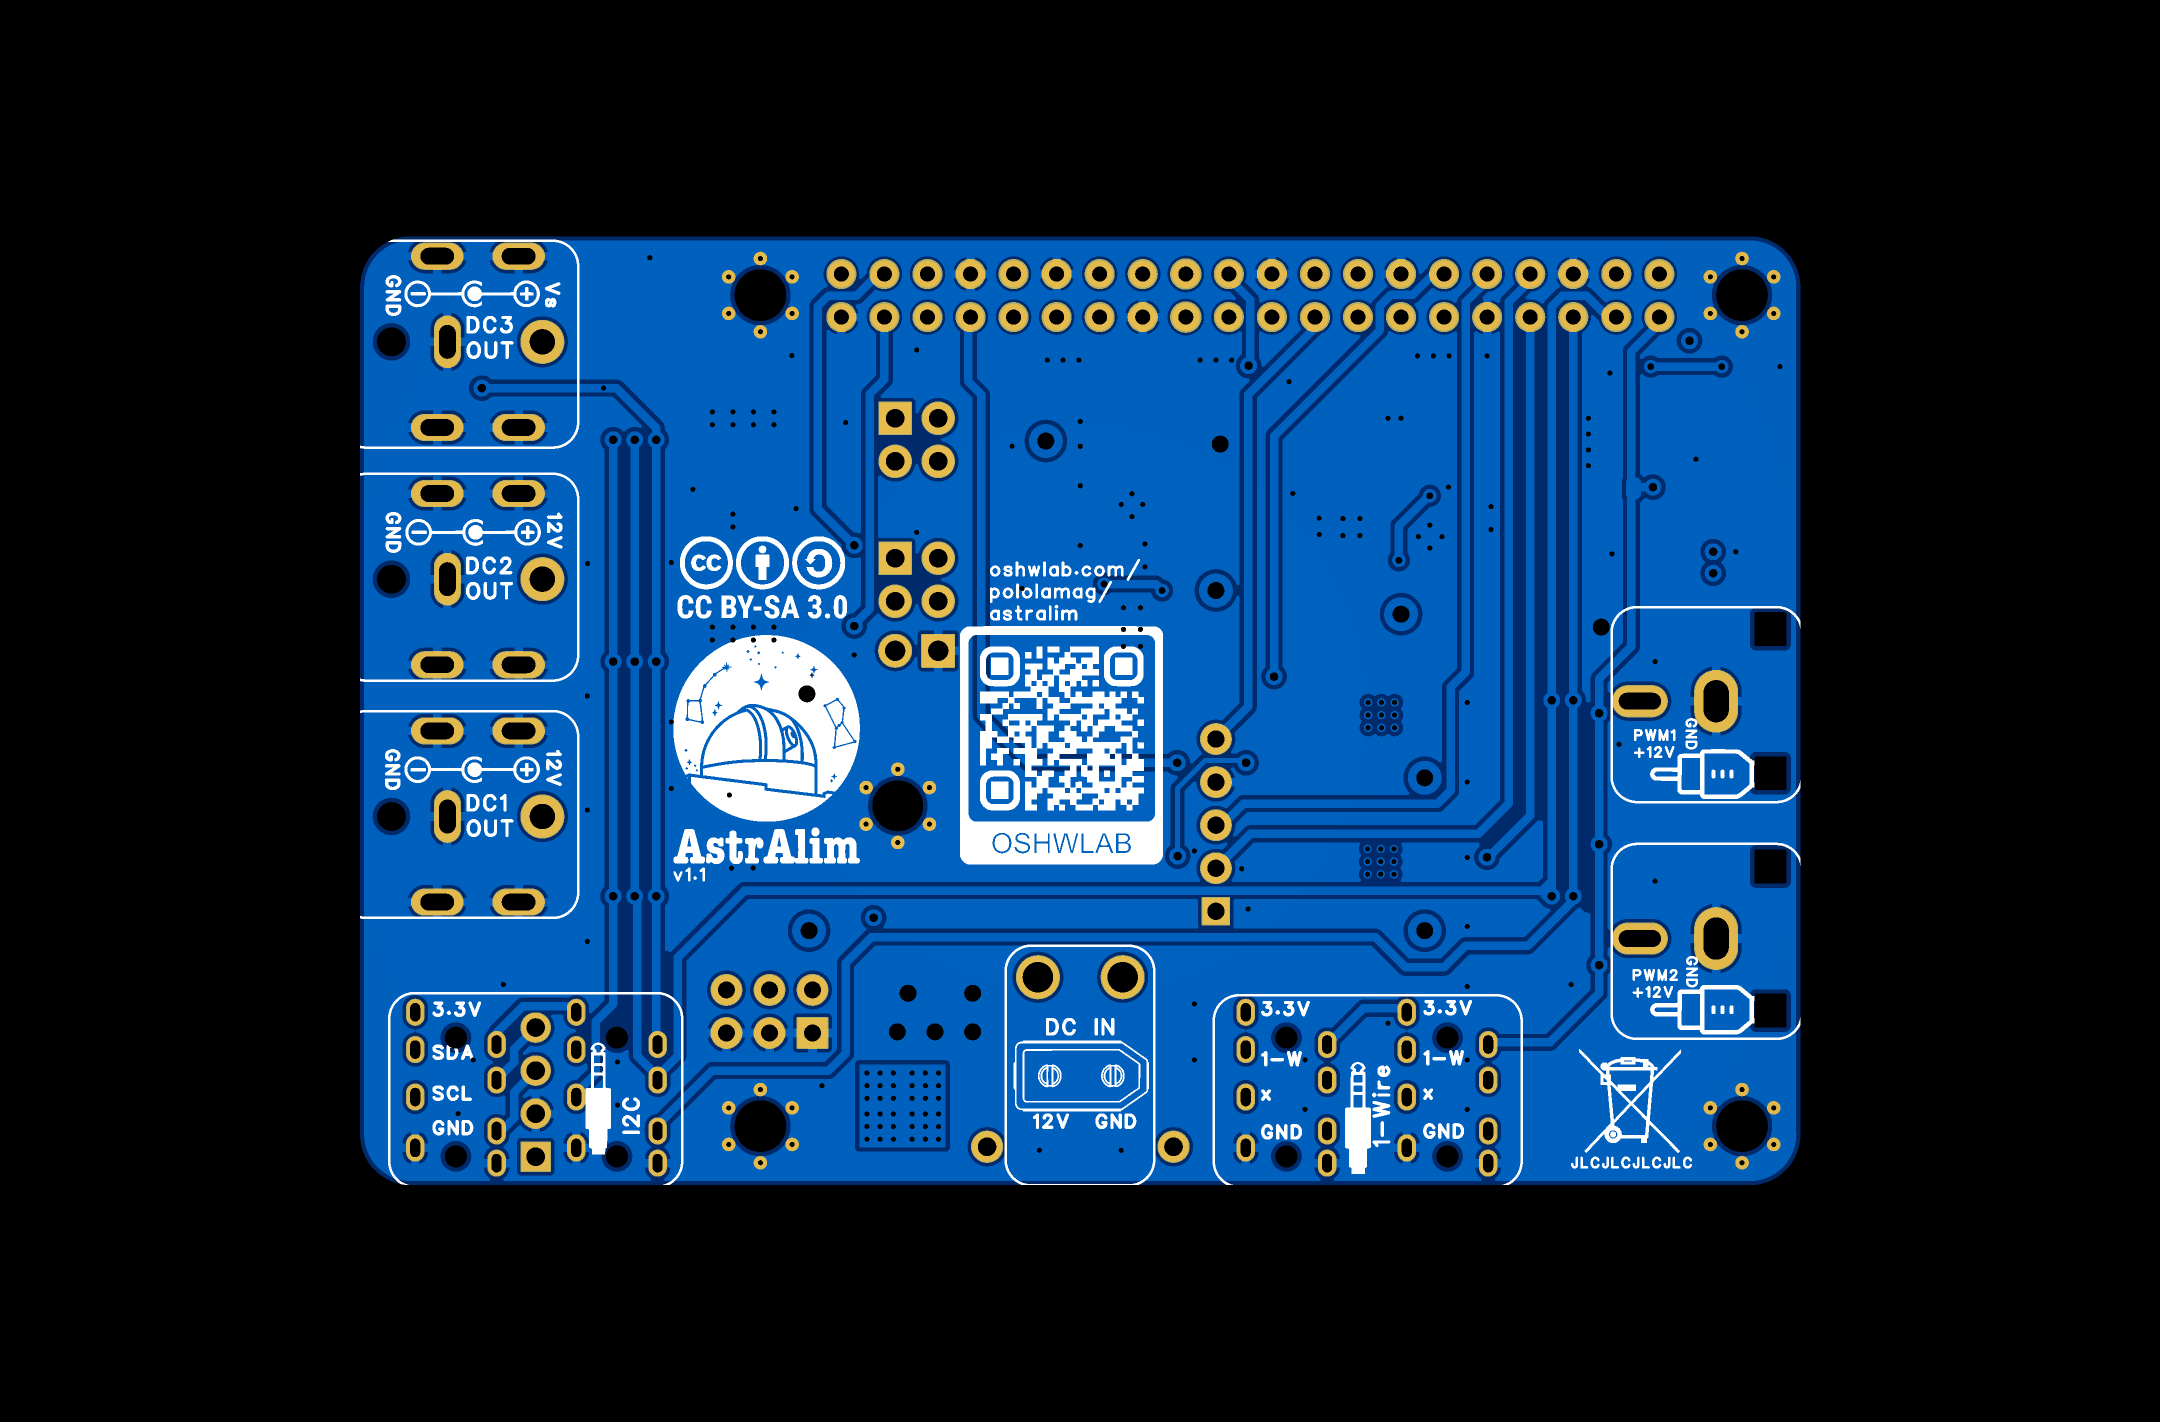 GND
Vs
DC3
OUT
GND
12V
DC2
OUT
GND
12V
DC1
OUT
cc
CC BY-SA 3.0
AstrAlim
v1.1
oshwlab.com/
pololamag/
astralim
OSHWLAB
PWM1
+12V
GND
PWM2
+12V
GND
3.3V
SDA
SCL
GND
I2C
DC IN
12V
GND
3.3V
1-W
x
GND
1-Wire
3.3V
1-W
x
GND
JLCJLCJLCJLC